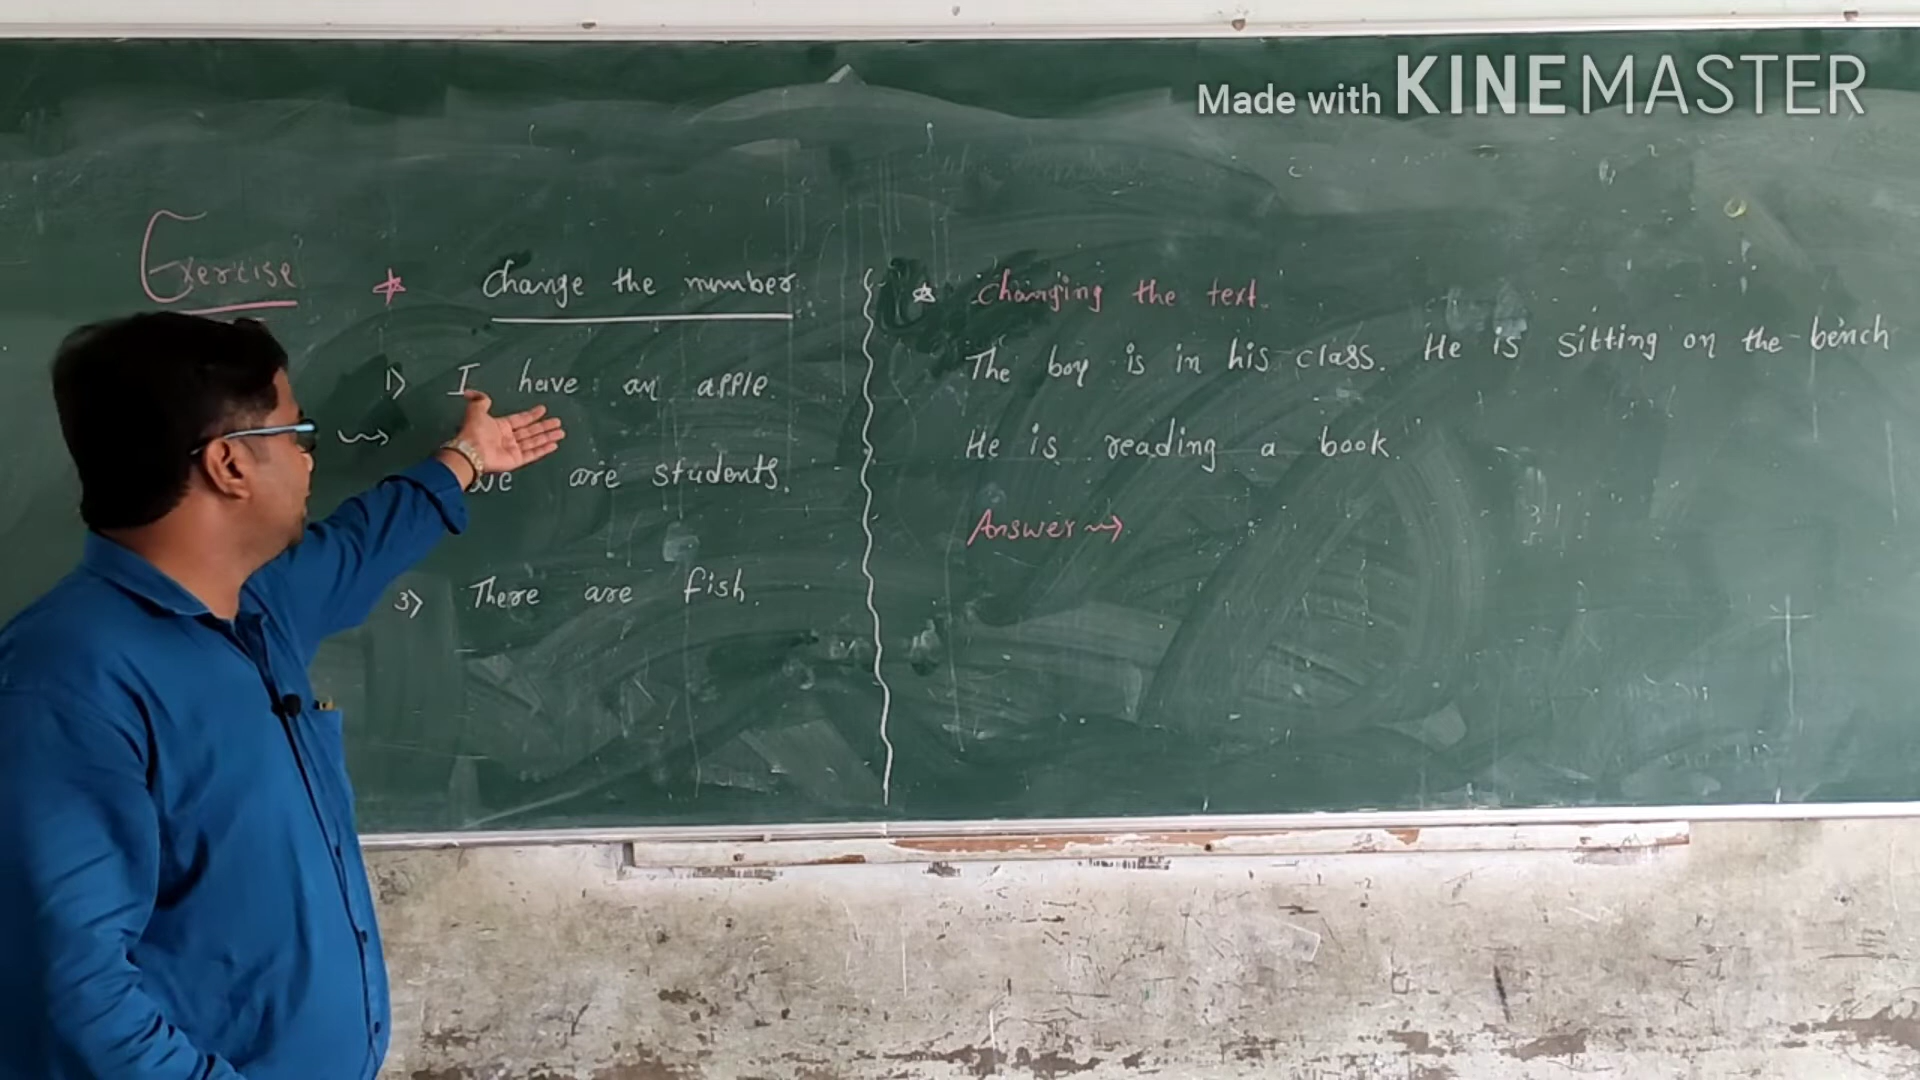 Made with KINEMASTER
Exercise
Change the number
1) I have an apple.
we are students.
3) There are fish.
changing the text.
The boy is in his class. He is sitting on the bench
He is reading a book.
Answer